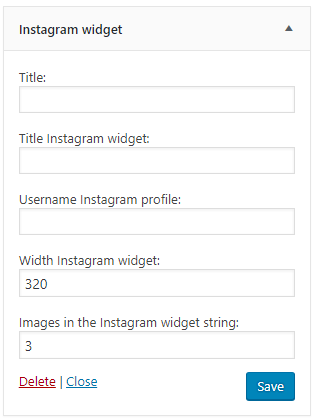 Instagram widget
Title:
Title Instagram widget:
Username Instagram profile:
Width Instagram widget:
320
Images in the Instagram widget string:
3
Delete | Close
Save